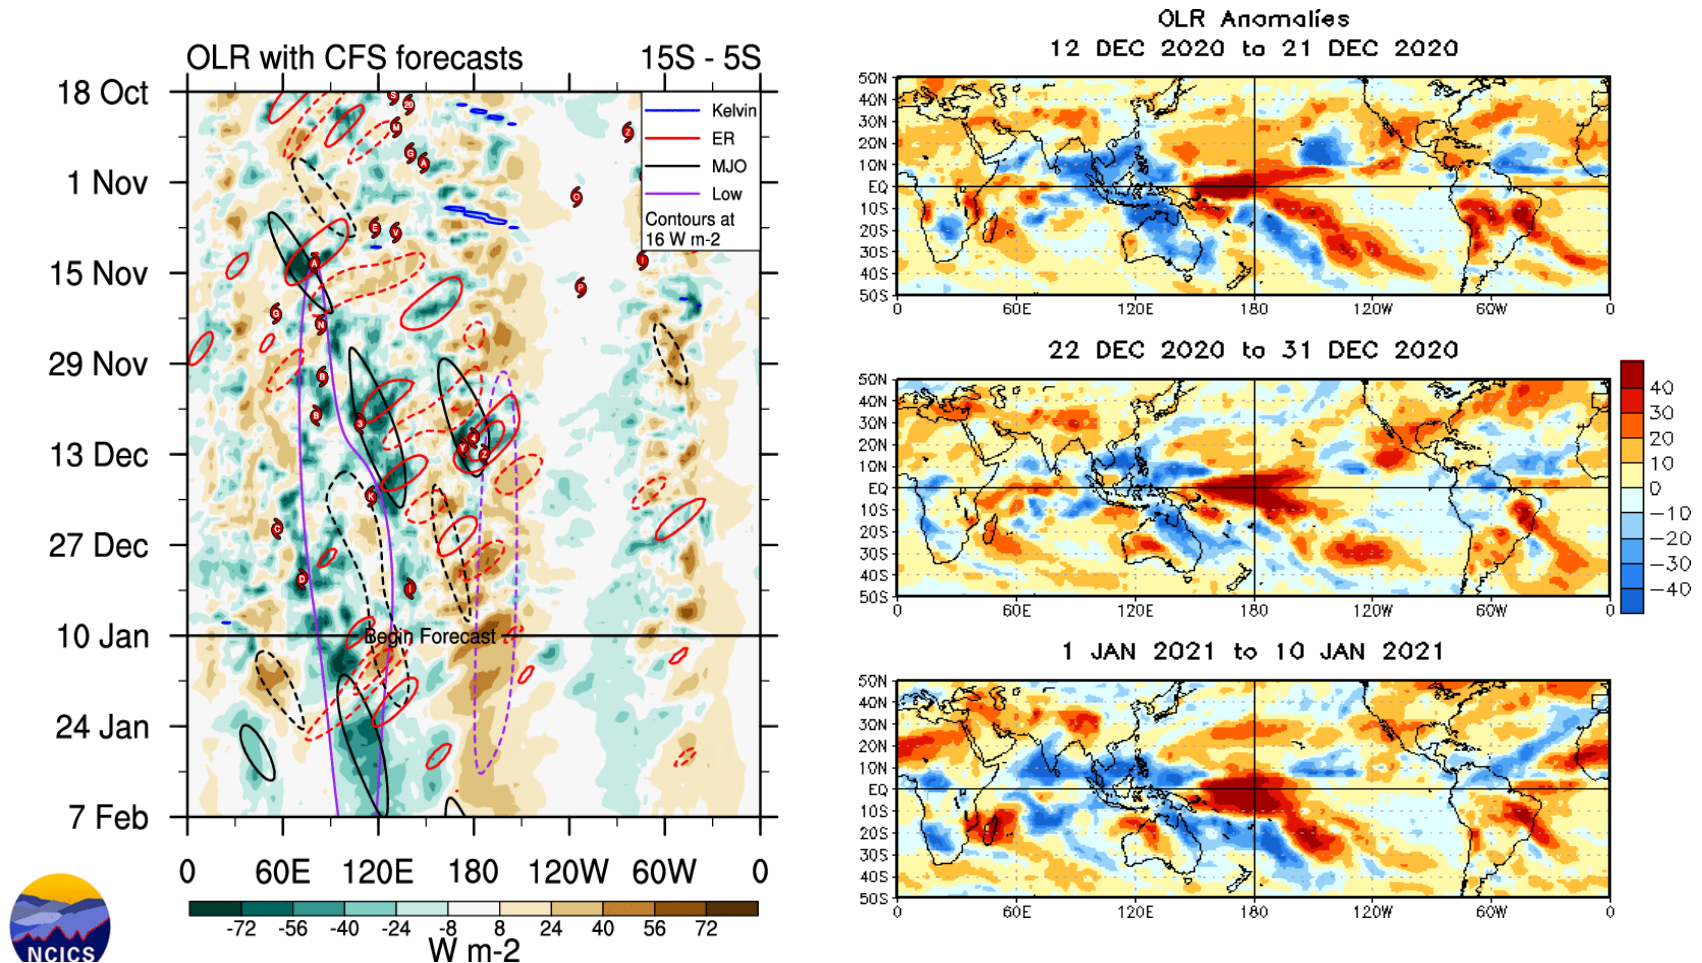 OLR with CFS forecasts 15S - 5S
18 Oct
1 Nov
15 Nov
29 Nov
13 Dec
27 Dec
10 Jan
24 Jan
7 Feb
Kelvin
ER
MJO
Low
Contours at
16 W m-2
Begin Forecast
0 60E 120E 180 120W 60W 0
-72 -56 -40 -24 -8 8 24 40 56 72
W m-2
NCICS
OLR Anomalies
12 DEC 2020 to 21 DEC 2020
50N
40N
30N
20N
10N
EQ
10S
20S
30S
40S
50S
0 60E 120E 180 120W 60W 0
22 DEC 2020 to 31 DEC 2020
50N
40N
30N
20N
10N
EQ
10S
20S
30S
40S
50S
0 60E 120E 180 120W 60W 0
1 JAN 2021 to 10 JAN 2021
50N
40N
30N
20N
10N
EQ
10S
20S
30S
40S
50S
0 60E 120E 180 120W 60W 0
40
30
20
10
0
-10
-20
-30
-40